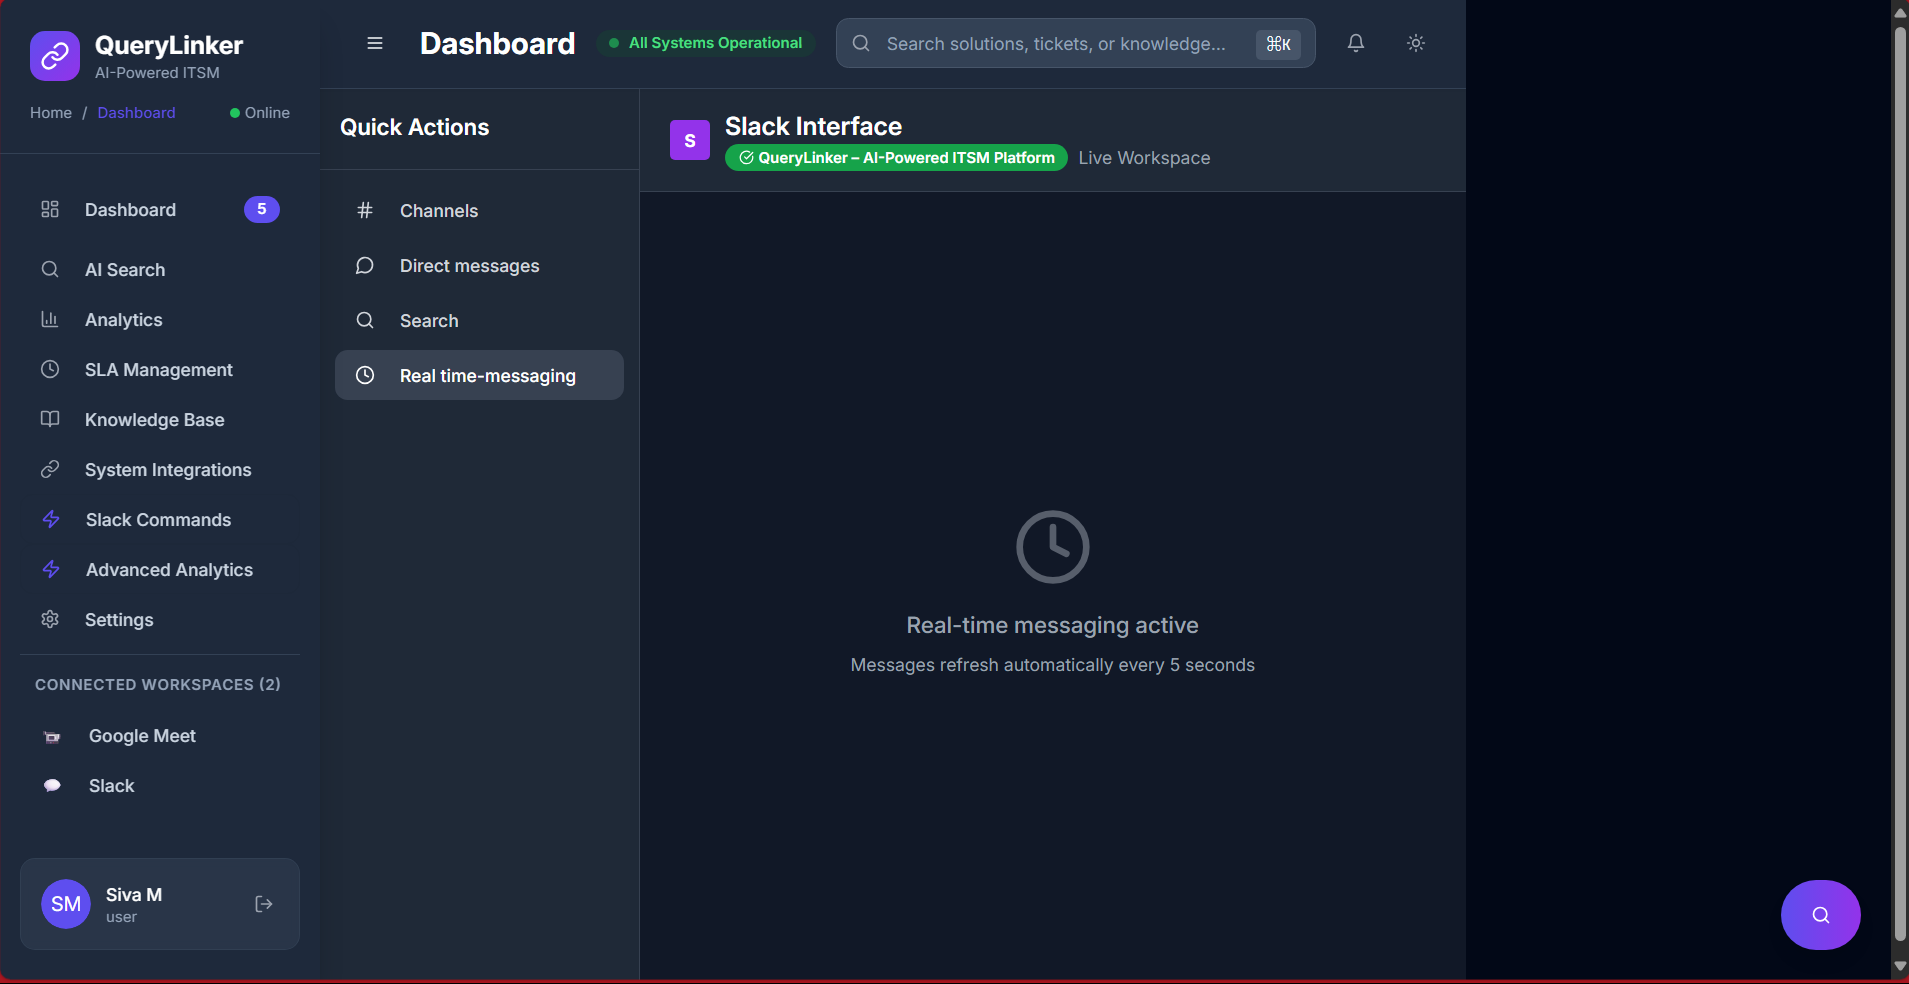 QueryLinker
AI-Powered ITSM
Home / Dashboard
Online
Dashboard
5
AI Search
Analytics
SLA Management
Knowledge Base
System Integrations
Slack Commands
Advanced Analytics
Settings
CONNECTED WORKSPACES (2)
Google Meet
Slack
SM
Siva M
user
Dashboard
All Systems Operational
Search solutions, tickets, or knowledge...
⌘K
Quick Actions
Channels
Direct messages
Search
Real time-messaging
S
Slack Interface
QueryLinker – AI-Powered ITSM Platform
Live Workspace
Real-time messaging active
Messages refresh automatically every 5 seconds